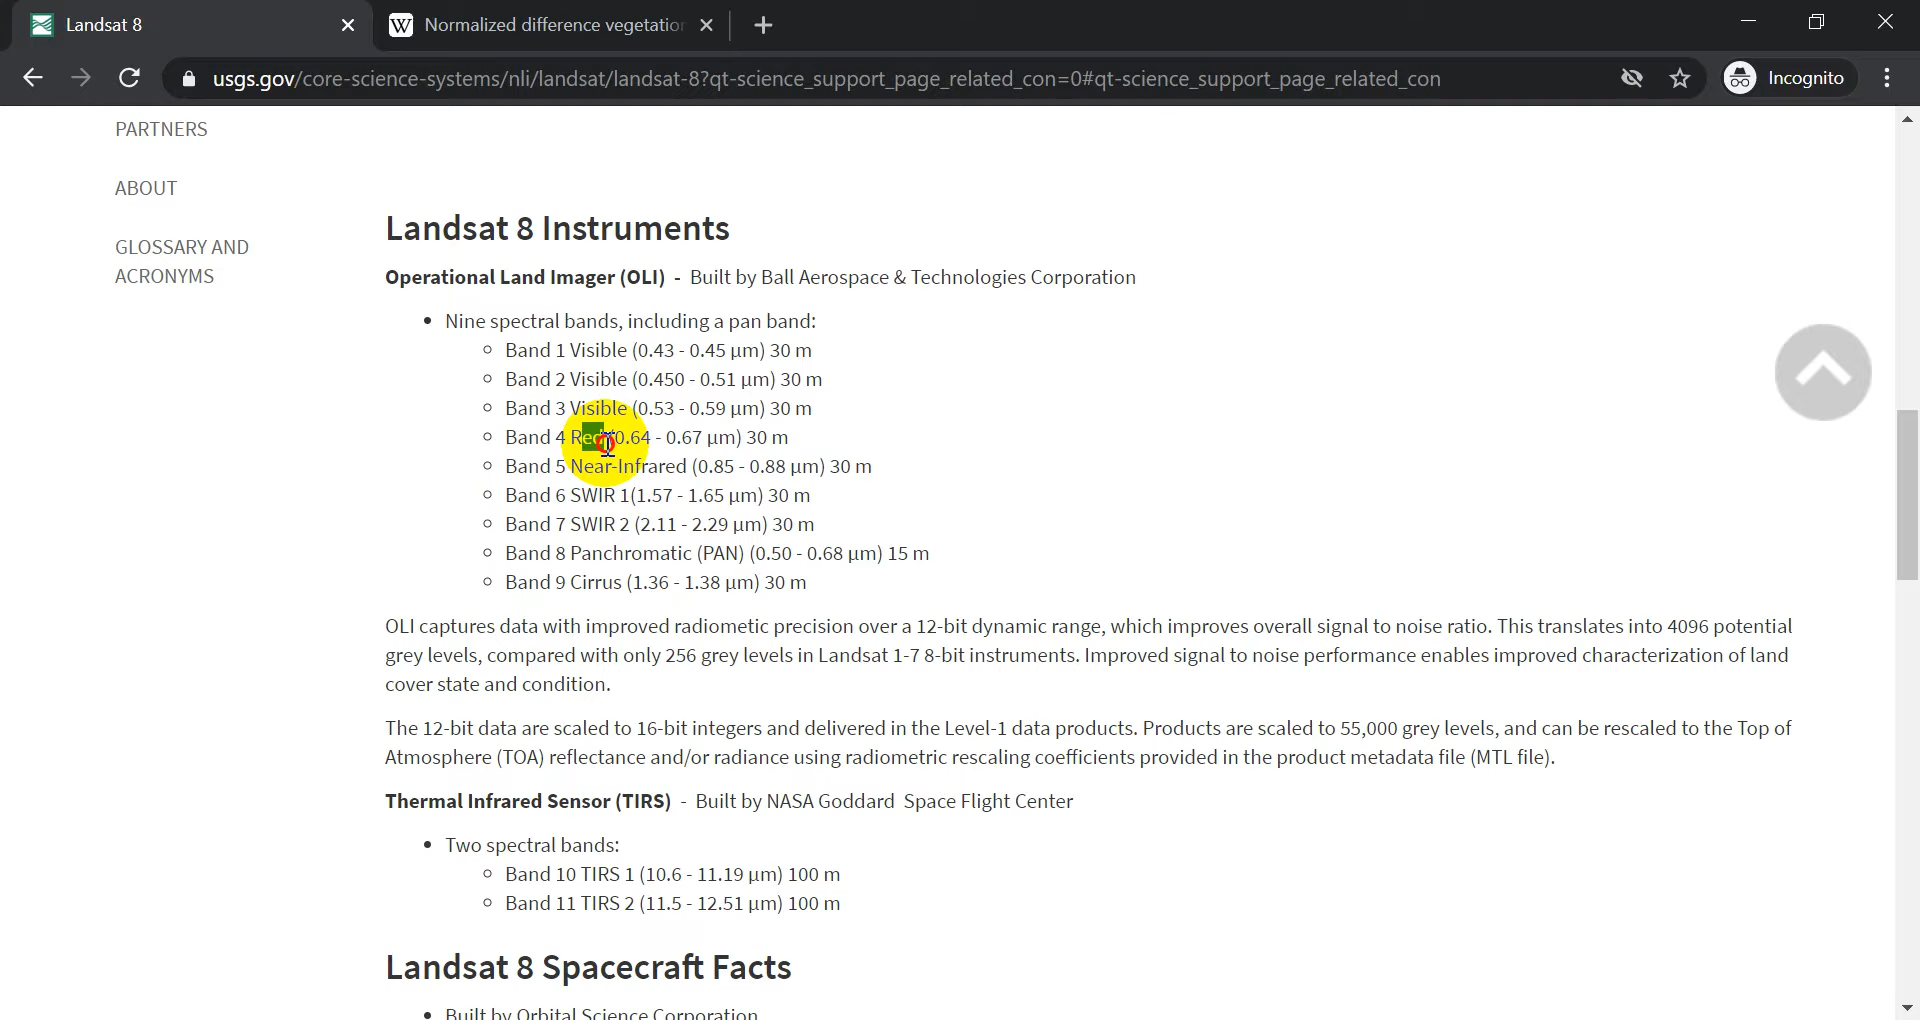 Landsat 8
W Normalized difference vegetation
usgs.gov/core-science-systems/nli/landsat/landsat-8?qt-science_support_page_related_con=0#qt-science_support_page_related_con
Incognito
PARTNERS
ABOUT
GLOSSARY AND
ACRONYMS
Landsat 8 Instruments
Operational Land Imager (OLI) - Built by Ball Aerospace & Technologies Corporation
• Nine spectral bands, including a pan band:
○ Band 1 Visible (0.43 - 0.45 µm) 30 m
○ Band 2 Visible (0.450 - 0.51 µm) 30 m
○ Band 3 Visible (0.53 - 0.59 µm) 30 m
○ Band 4 Red (0.64 - 0.67 µm) 30 m
○ Band 5 Near-Infrared (0.85 - 0.88 µm) 30 m
○ Band 6 SWIR 1(1.57 - 1.65 µm) 30 m
○ Band 7 SWIR 2 (2.11 - 2.29 µm) 30 m
○ Band 8 Panchromatic (PAN) (0.50 - 0.68 µm) 15 m
○ Band 9 Cirrus (1.36 - 1.38 µm) 30 m
OLI captures data with improved radiometic precision over a 12-bit dynamic range, which improves overall signal to noise ratio. This translates into 4096 potential
grey levels, compared with only 256 grey levels in Landsat 1-7 8-bit instruments. Improved signal to noise performance enables improved characterization of land
cover state and condition.
The 12-bit data are scaled to 16-bit integers and delivered in the Level-1 data products. Products are scaled to 55,000 grey levels, and can be rescaled to the Top of
Atmosphere (TOA) reflectance and/or radiance using radiometric rescaling coefficients provided in the product metadata file (MTL file).
Thermal Infrared Sensor (TIRS) - Built by NASA Goddard Space Flight Center
• Two spectral bands:
○ Band 10 TIRS 1 (10.6 - 11.19 µm) 100 m
○ Band 11 TIRS 2 (11.5 - 12.51 µm) 100 m
Landsat 8 Spacecraft Facts
• Built by Orbital Science Corporation